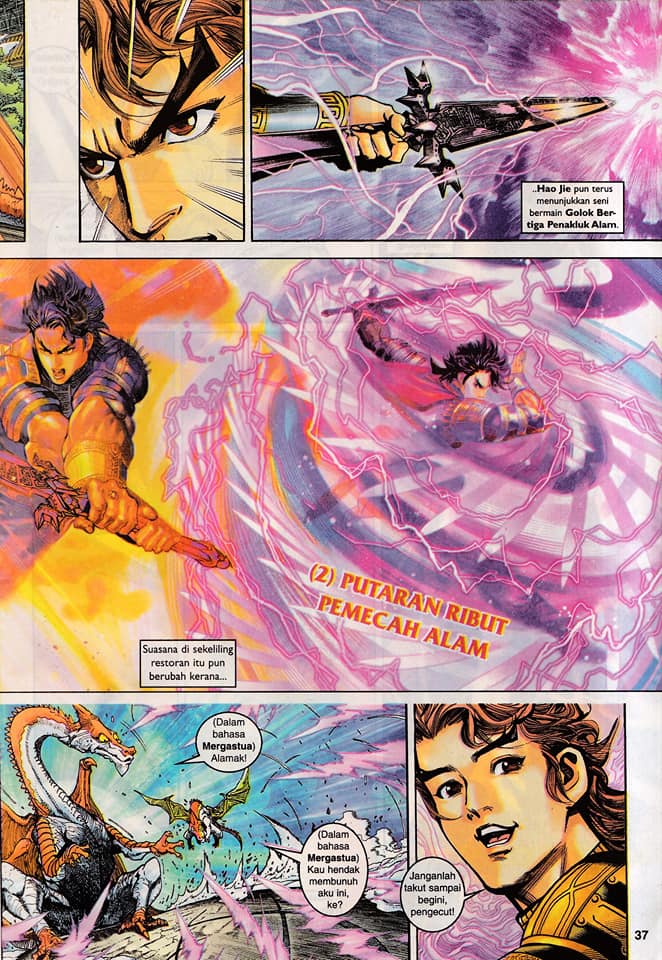 ..Hao Jie pun terus
menunjukkan seni
bermain Golok Ber-
tiga Penakluk Alam.
(2) PUTARAN RIBUT
PEMECAH ALAM
Suasana di sekeliling
restoran itu pun
berubah kerana...
(Dalam
bahasa
Mergastua)
Alamak!
(Dalam
bahasa
Mergastua)
Kau hendak
membunuh
aku ini,
ke?
Janganlah
takut sampai
begini,
pengecut!
37